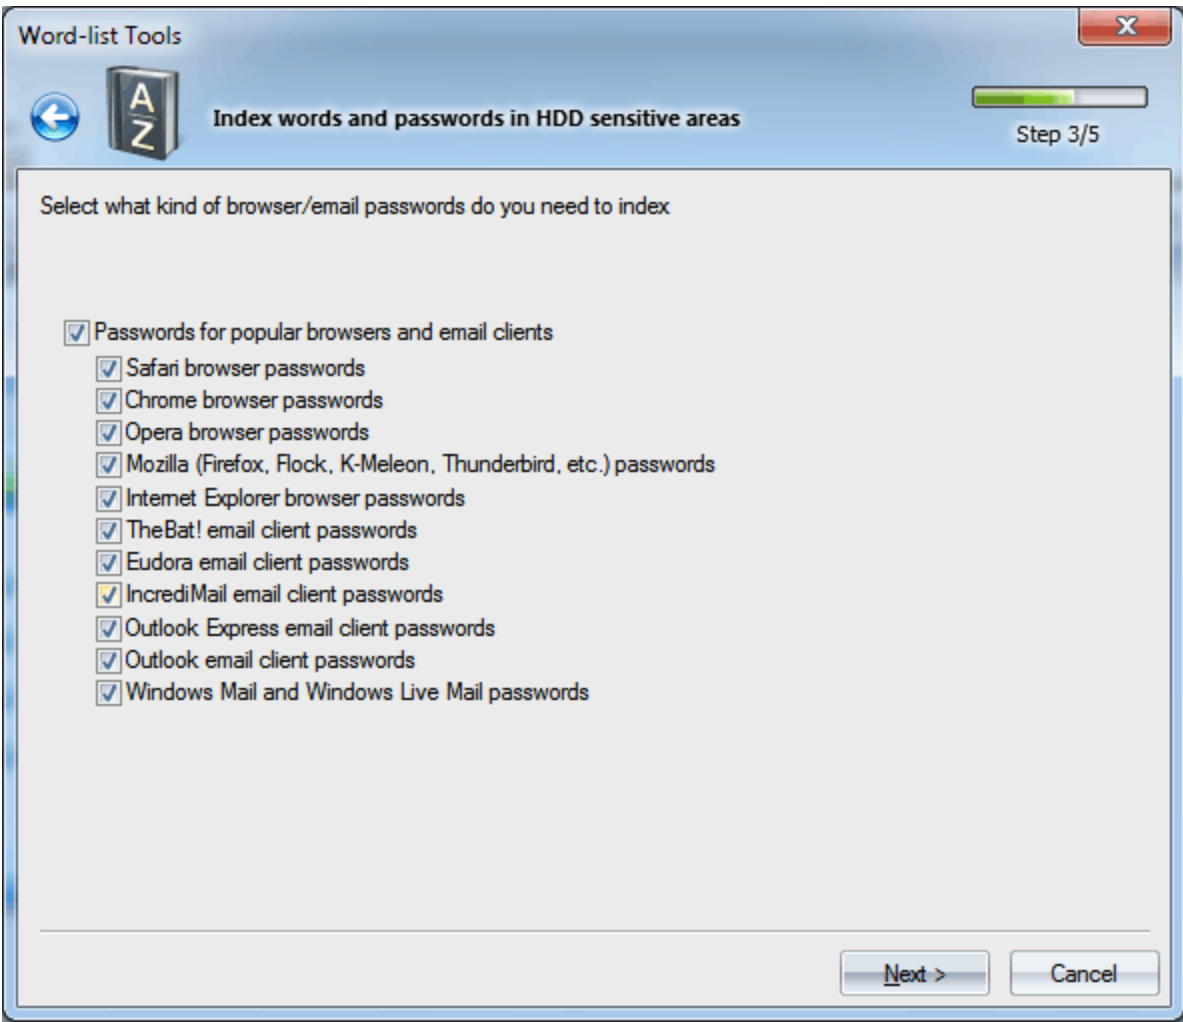 Word-list Tools
X
A
Z
Index words and passwords in HDD sensitive areas
Step 3/5
Select what kind of browser/email passwords do you need to index
Passwords for popular browsers and email clients
Safari browser passwords
Chrome browser passwords
Opera browser passwords
Mozilla (Firefox, Flock, K-Meleon, Thunderbird, etc.) passwords
Internet Explorer browser passwords
TheBat! email client passwords
Eudora email client passwords
IncrediMail email client passwords
Outlook Express email client passwords
Outlook email client passwords
Windows Mail and Windows Live Mail passwords
Next >
Cancel